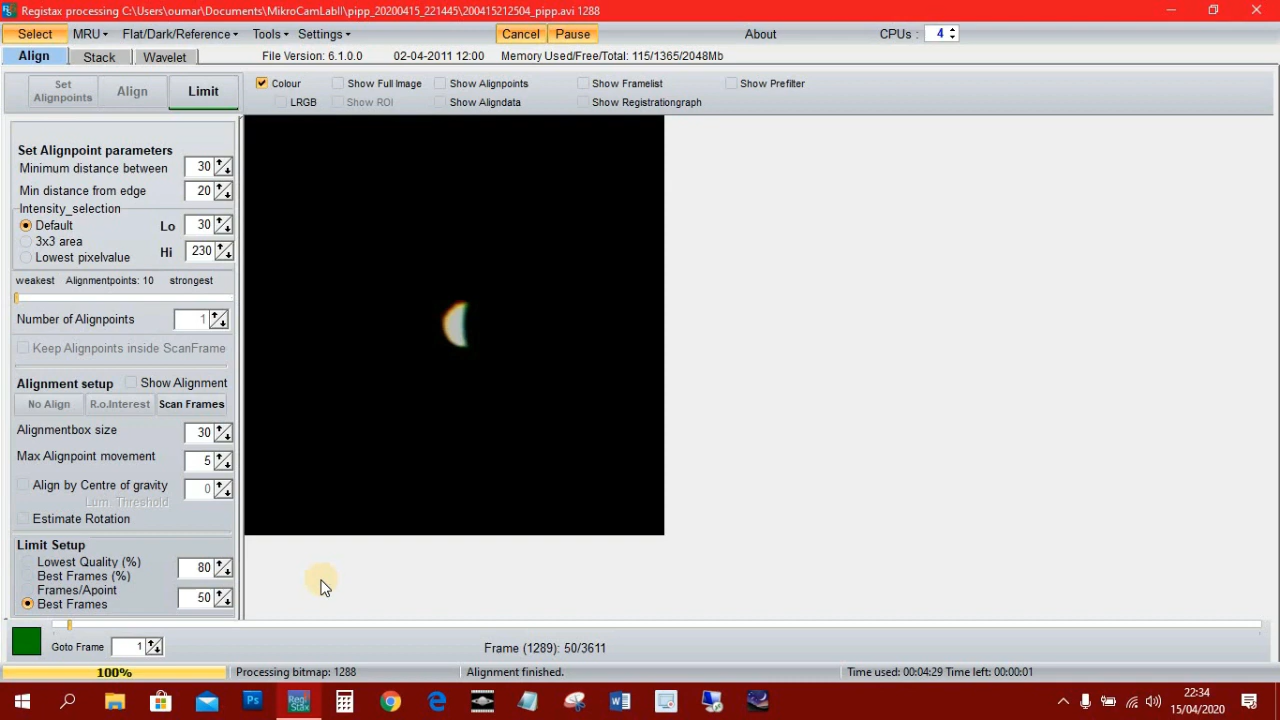 Registax processing C:\Users\oumar\Documents\MikroCamLabII\pipp_20200415_221445\200415212504_pipp.avi 1288
Select MRU Flat/Dark/Reference Tools Settings Cancel Pause About CPUs: 4
Align Stack Wavelet File Version: 6.1.0.0 02-04-2011 12:00 Memory Used/Free/Total: 115/1365/2048Mb
Set Alignpoints Align Limit
Colour Show Full Image Show Alignpoints Show Framelist Show Prefilter
LRGB Show ROI Show Aligndata Show Registrationgraph
Set Alignpoint parameters
Minimum distance between 30
Min distance from edge 20
Intensity_selection
Default Lo 30
3x3 area
Hi 230
Lowest pixelvalue
weakest Alignmentpoints: 10 strongest
Number of Alignpoints 1
Keep Alignpoints inside ScanFrame
Alignment setup Show Alignment
No Align R.o.Interest Scan Frames
Alignmentbox size 30
Max Alignpoint movement 5
Align by Centre of gravity 0
Lum Threshold
Estimate Rotation
Limit Setup
Lowest Quality (%) 80
Best Frames (%)
Frames/Apoint
Best Frames 50
Goto Frame 1 Frame (1289): 50/3611
100% Processing bitmap: 1288 Alignment finished. Time used: 00:04:29 Time left: 00:00:01
Ps
Reg
Stax
W
22:34
15/04/2020